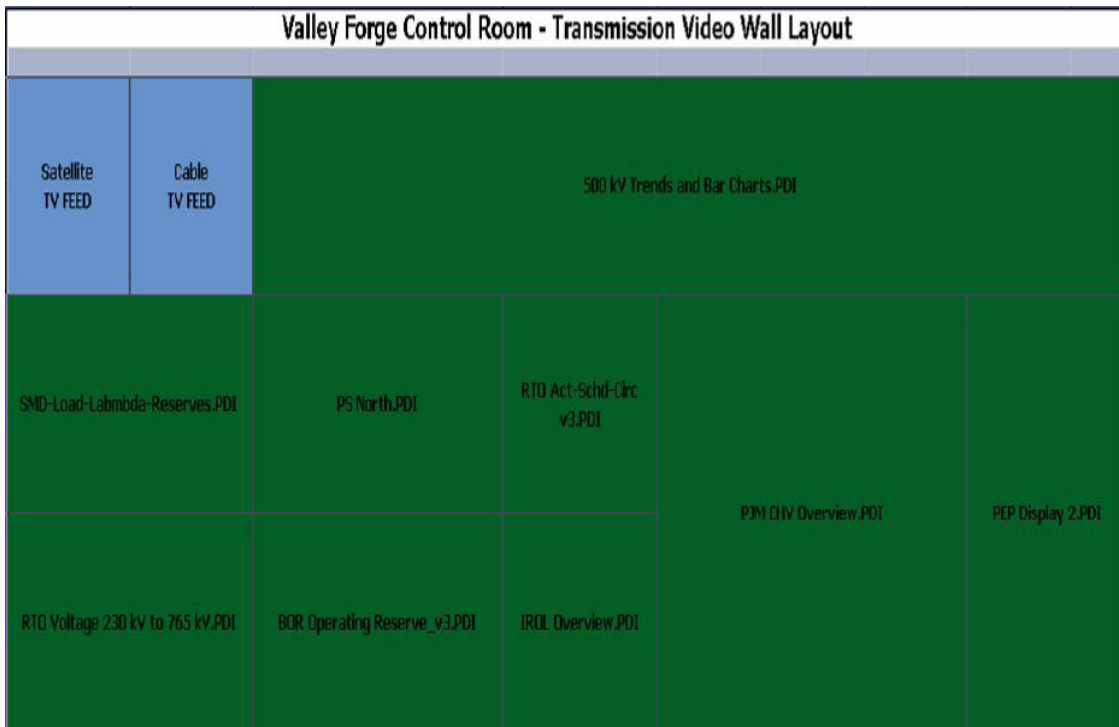 Valley Forge Control Room - Transmission Video Wall Layout
Satellite
TV FEED
Cable
TV FEED
500 kV Trends and Bar Charts.PDI
SMD-Load-Labmbda-Reserves.PDI
PS North.PDI
RTO Act-Schd-Circ
v3.PDI
PJM EHV Overview.PDI
PEP Display 2.PDI
RTO Voltage 230 kV to 765 kV.PDI
BOR Operating Reserve_v3.PDI
IROL Overview.PDI